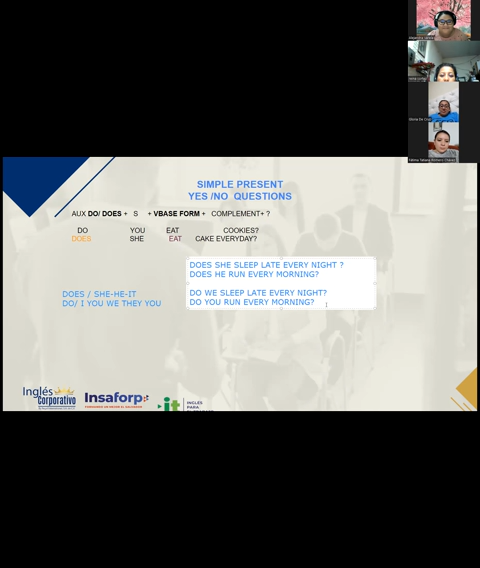 SIMPLE PRESENT
YES /NO QUESTIONS
AUX DO/ DOES + S + VBASE FORM + COMPLEMENT+ ?
DO YOU EAT COOKIES?
DOES SHE EAT CAKE EVERYDAY?
DOES SHE SLEEP LATE EVERY NIGHT ?
DOES HE RUN EVERY MORNING?
DO WE SLEEP LATE EVERY NIGHT?
DO YOU RUN EVERY MORNING?
DOES / SHE-HE-IT
DO/ I YOU WE THEY YOU
Inglés
Corporativo
Insaforp
it
INGLÉS
PARA